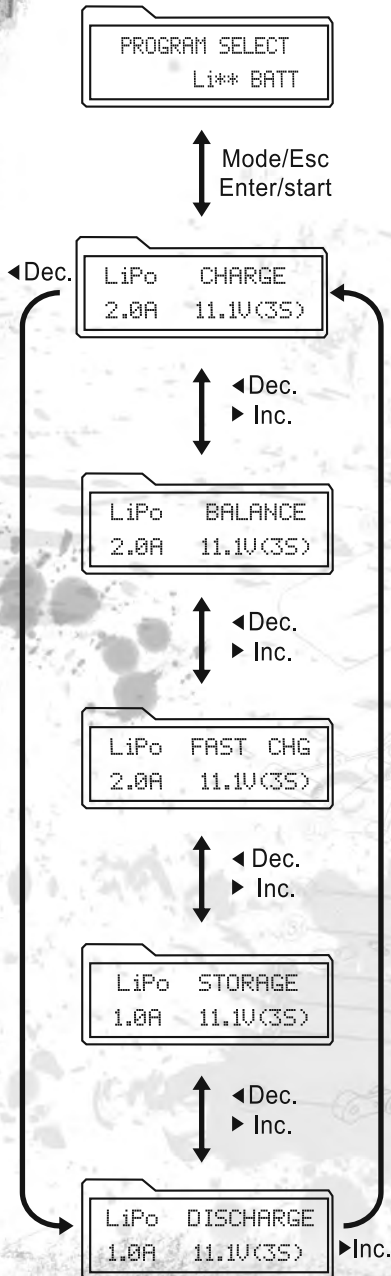 PROGRAM SELECT
Li** BATT
Mode/Esc
Enter/start
◄Dec.
LiPo CHARGE
2.0A 11.1V(3S)
◄Dec.
► Inc.
LiPo BALANCE
2.0A 11.1V(3S)
◄Dec.
► Inc.
LiPo FAST CHG
2.0A 11.1V(3S)
◄ Dec.
► Inc.
LiPo STORAGE
1.0A 11.1V(3S)
◄Dec.
► Inc.
LiPo DISCHARGE
1.0A 11.1V(3S)
►Inc.